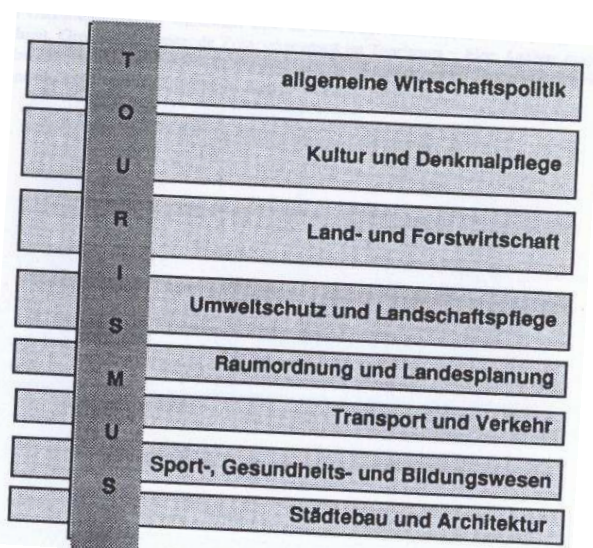 TOURISMUS
allgemeine Wirtschaftspolitik
Kultur und Denkmalpflege
Land- und Forstwirtschaft
Umweltschutz und Landschaftspflege
Raumordnung und Landesplanung
Transport und Verkehr
Sport-, Gesundheits- und Bildungswesen
Städtebau und Architektur